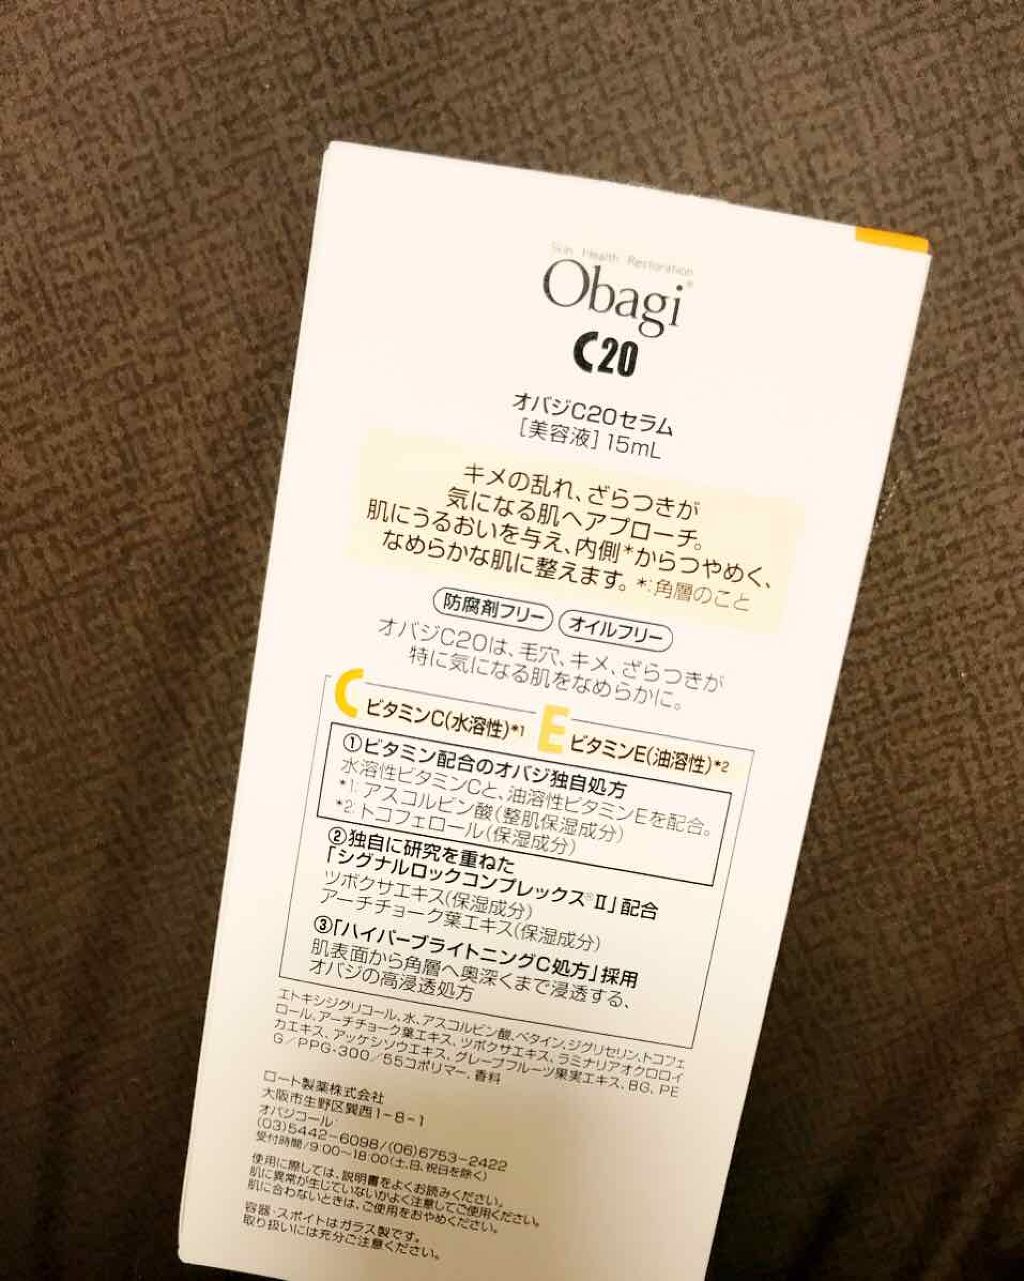 Skin Health Restoration
Obagi®
C20
オバジC20セラム
[美容液] 15mL
キメの乱れ、ざらつきが
気になる肌へアプローチ。
肌にうるおいを与え、内側*からつやめく、
なめらかな肌に整えます。*:角層のこと
防腐剤フリー オイルフリー
オバジC20は、毛穴、キメ、ざらつきが
特に気になる肌をなめらかに。
C ビタミンC(水溶性)*1 E ビタミンE(油溶性)*2
①ビタミン配合のオバジ独自処方
水溶性ビタミンCと、油溶性ビタミンEを配合。
*1:アスコルビン酸(整肌保湿成分)
*2:トコフェロール(保湿成分)
②独自に研究を重ねた
「シグナルロックコンプレックス®Ⅱ」配合
ツボクサエキス(保湿成分)
アーチチョーク葉エキス(保湿成分)
③「ハイパーブライトニングC処方」採用
肌表面から角層へ奥深くまで浸透する、
オバジの高浸透処方
エトキシジグリコール、水、アスコルビン酸、ベタイン、ジグリセリン、トコフェ
ロール、アーチチョーク葉エキス、ツボクサエキス、ラミナリアオクロロイ
カエキス、アッケシソウエキス、グレープフルーツ果実エキス、BG、PE
G/PPG-300/55コポリマー、香料
ロート製薬株式会社
大阪市生野区巽西1-8-1
オバジコール:
(03)5442-6098/(06)6753-2422
受付時間/9:00~18:00(土、日、祝日を除く)
使用に際しては、説明書をよくお読みください。
肌に異常が生じていないかよく注意してご使用ください。
肌に合わないときは、ご使用をおやめください。
容器・スポイトはガラス製です。
取り扱いには充分ご注意ください。